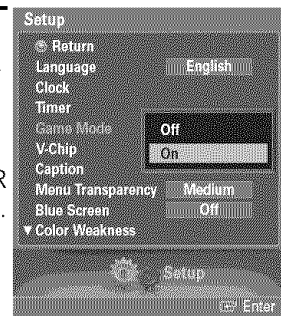 Setup
Return
Language English
Clock
Timer
Game Mode Off
V-Chip On
Caption
R
Menu Transparency Medium
.
Blue Screen Off
▼ Color Weakness
Setup
Enter